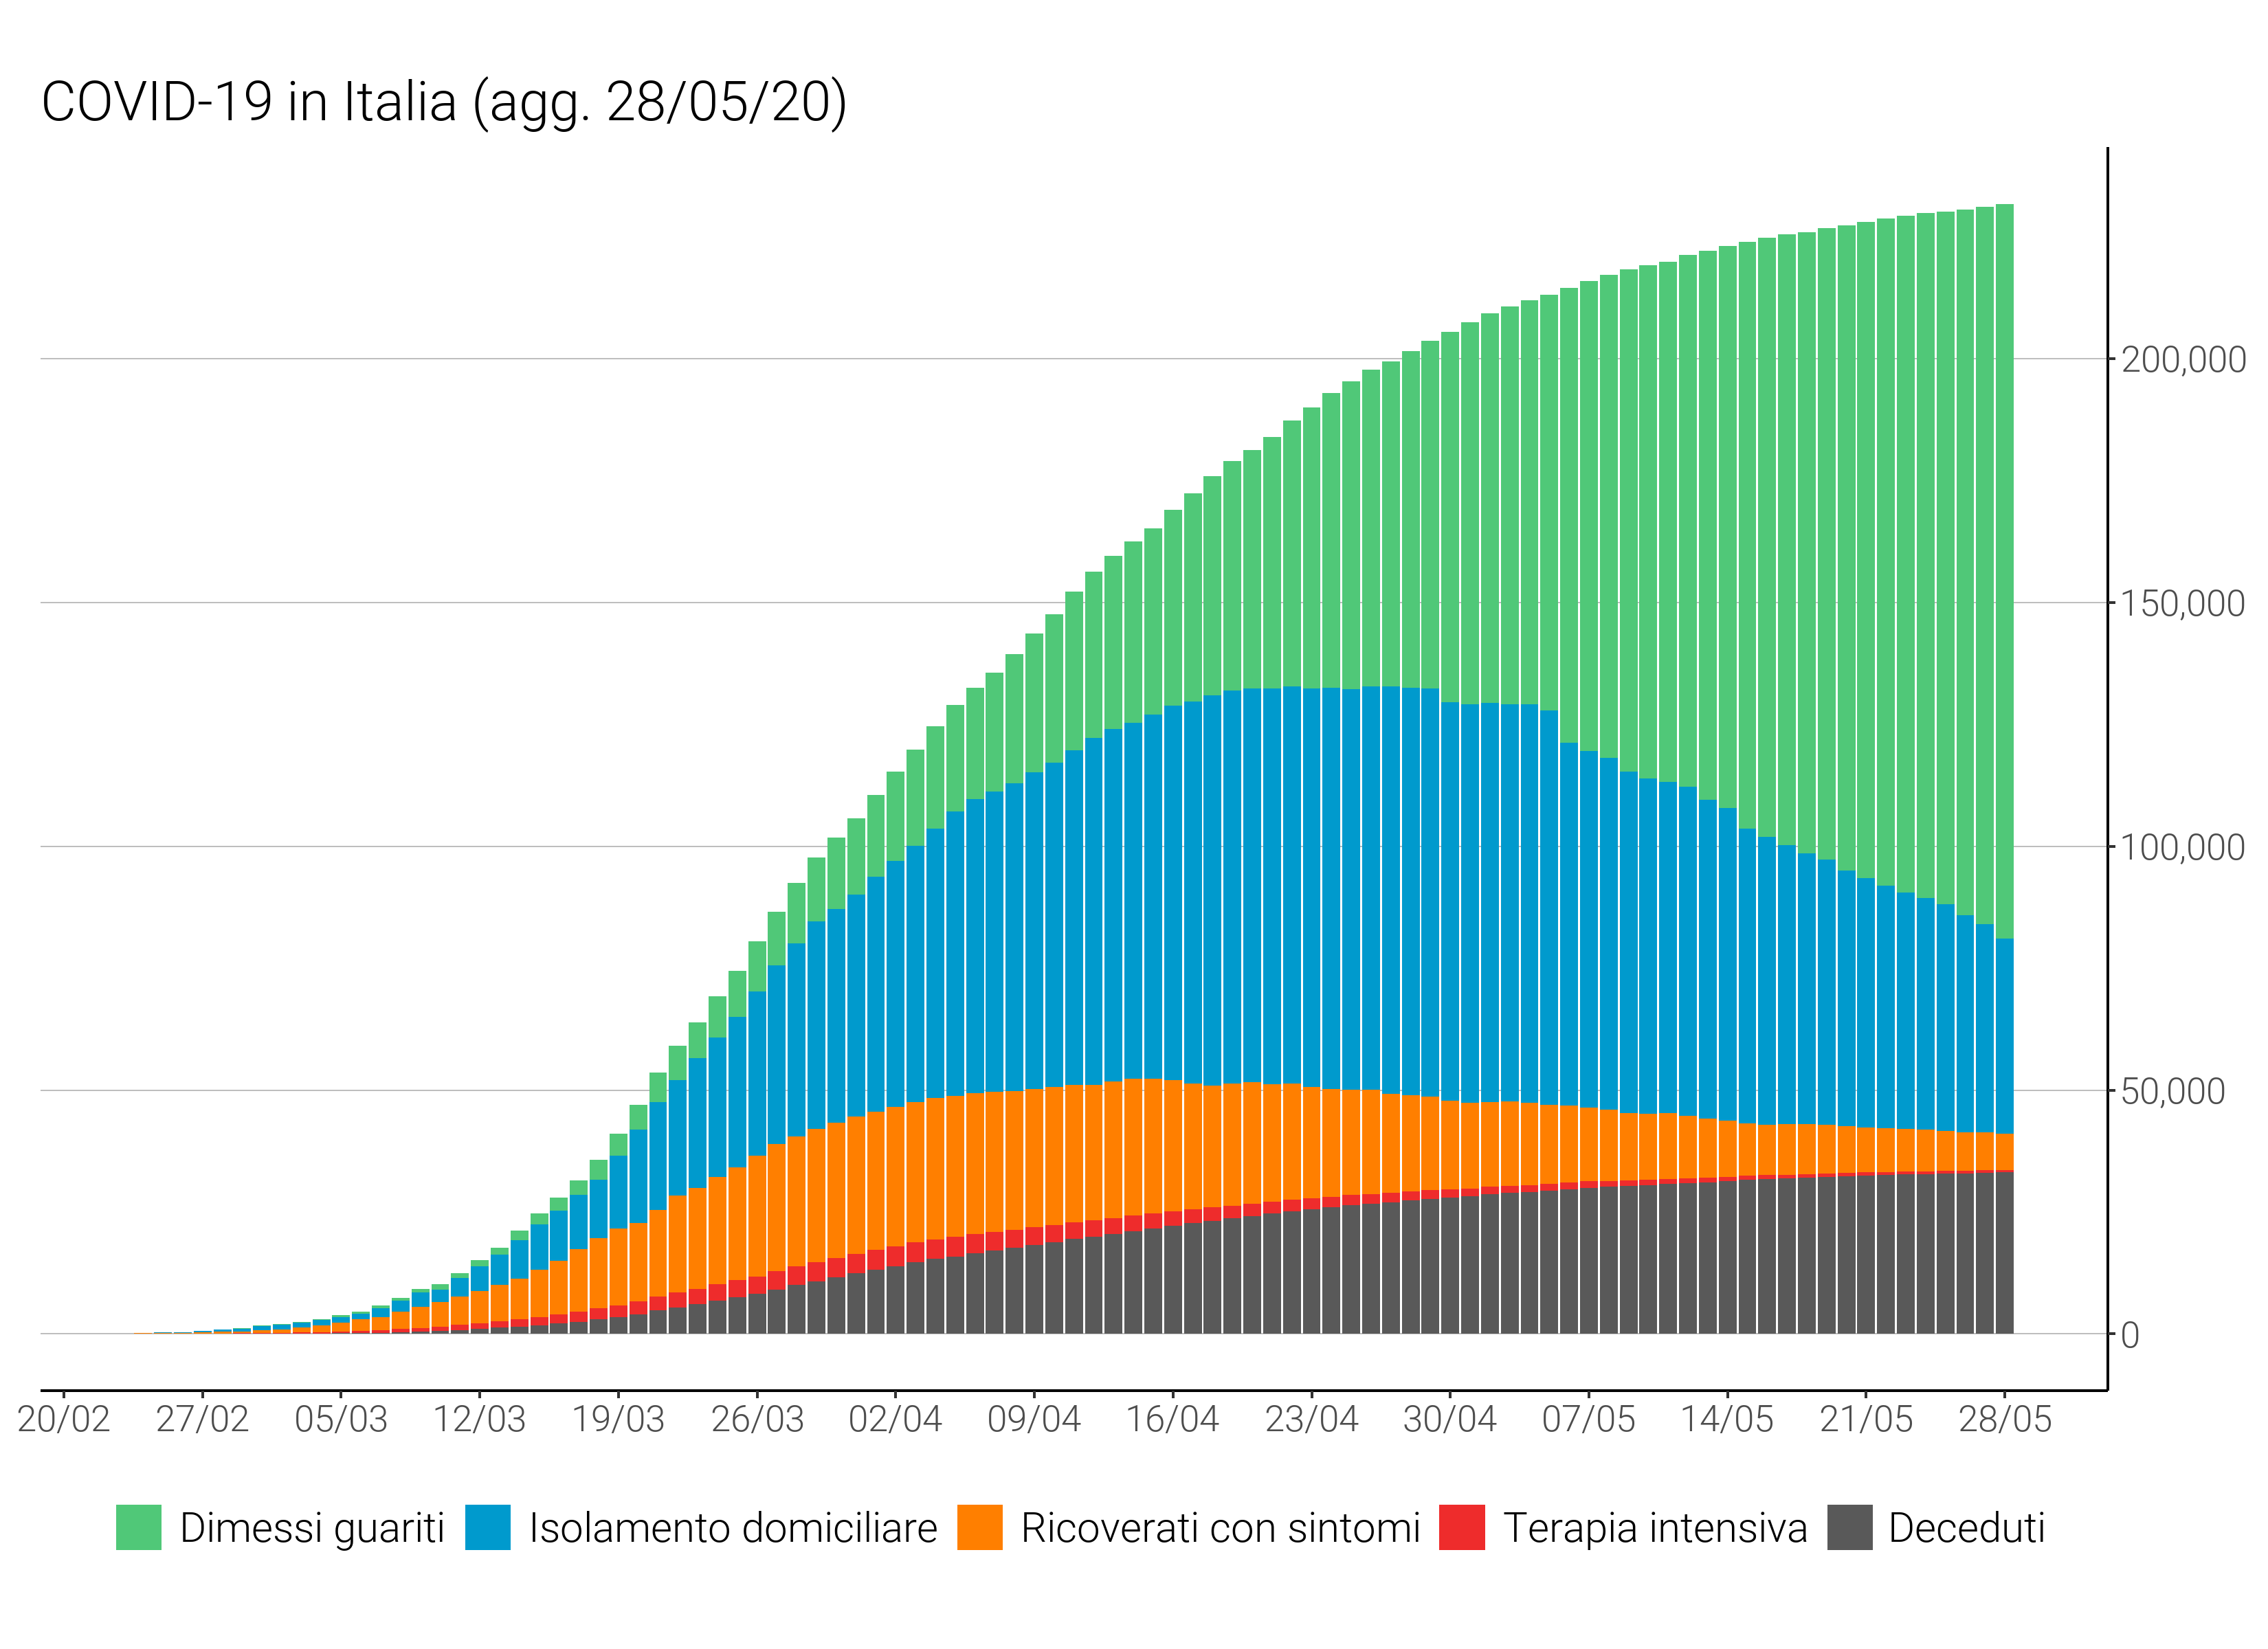 COVID-19 in Italia (agg. 28/05/20)
200,000
150,000
100,000
50,000
0
20/02 27/02 05/03 12/03 19/03 26/03 02/04 09/04 16/04 23/04 30/04 07/05 14/05 21/05 28/05
Dimessi guariti Isolamento domiciliare Ricoverati con sintomi Terapia intensiva Deceduti